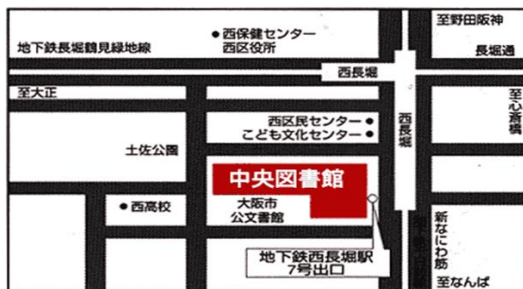 至野田阪神
西保健センター
西区役所
地下鉄長堀鶴見緑地線
長堀通
西長堀
至大正
西区民センター
こども文化センター
西長堀
至心斎橋
土佐公園
中央図書館
西高校
大阪市
公文書館
新なにわ筋
地下鉄西長堀駅
7号出口
至なんば